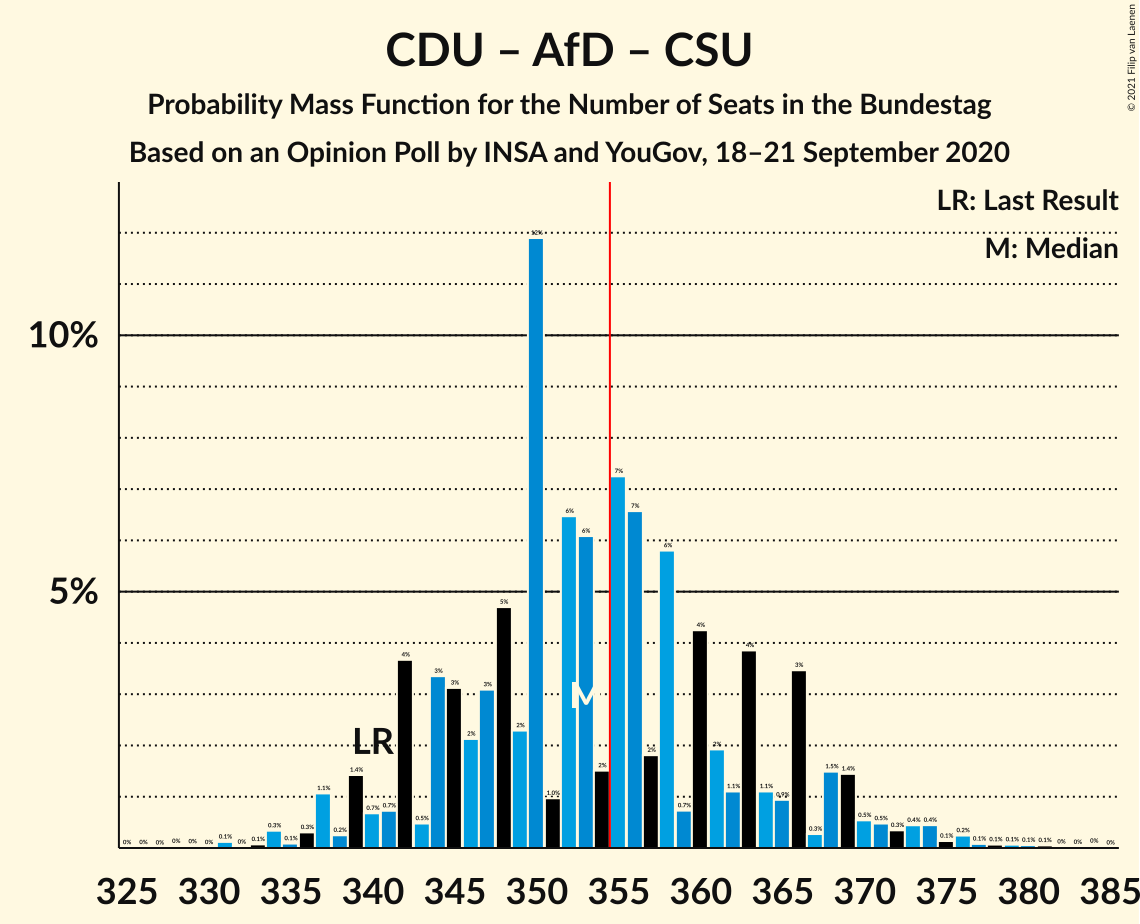 CDU – AfD – CSU
© 2021 Filip van Laenen
Probability Mass Function for the Number of Seats in the Bundestag
Based on an Opinion Poll by INSA and YouGov, 18–21 September 2020
LR: Last Result
M: Median
10%
5%
LR
M
0% 0% 0% 0% 0% 0% 0.1% 0% 0.1% 0.3% 0.1% 0.3% 1.1% 0.2% 1.4% 0.7% 0.7% 4% 0.5% 3% 3% 2% 3% 5% 2% 12% 1.0% 6% 6% 2% 7% 7% 2% 6% 0.7% 4% 2% 1.1% 4% 1.1% 0.9% 3% 0.3% 1.5% 1.4% 0.5% 0.5% 0.3% 0.4% 0.4% 0.1% 0.2% 0.1% 0.1% 0.1% 0.1% 0.1% 0% 0% 0% 0%
325 330 335 340 345 350 355 360 365 370 375 380 385